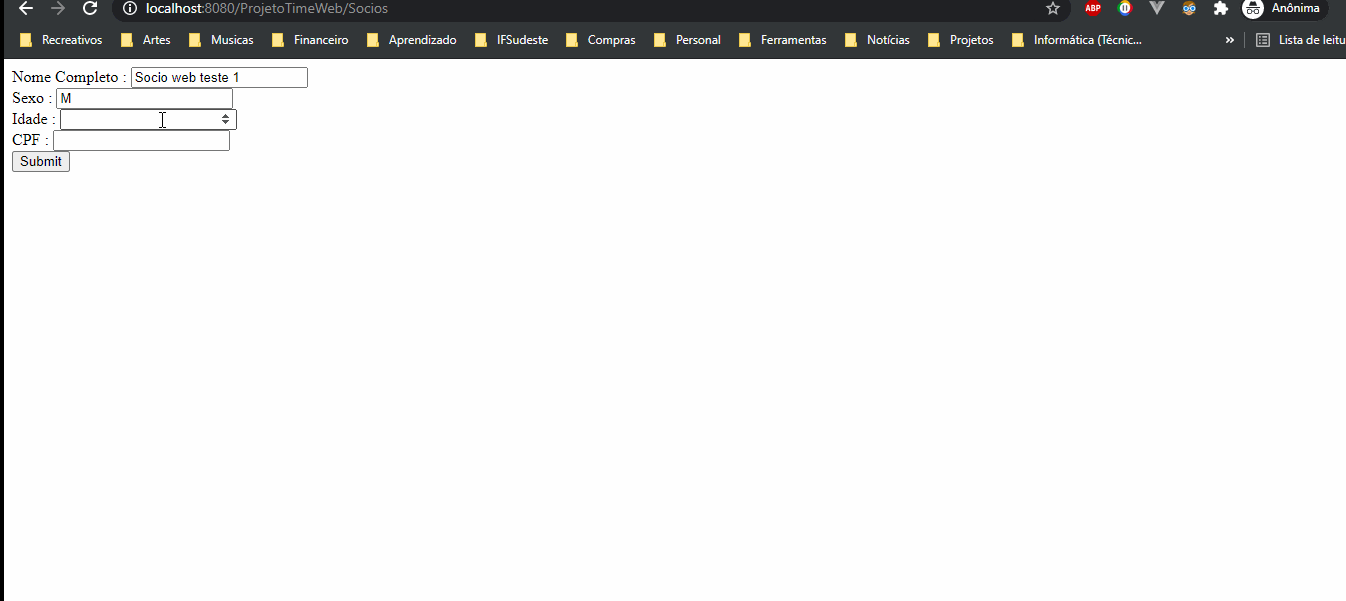 localhost:8080/ProjetoTimeWeb/Socios ABP Anônima
Recreativos Artes Musicas Financeiro Aprendizado IFSudeste Compras Personal Ferramentas Notícias Projetos Informática (Técnic... » Lista de leitu
Nome Completo : Socio web teste 1
Sexo : M
Idade :
CPF :
Submit